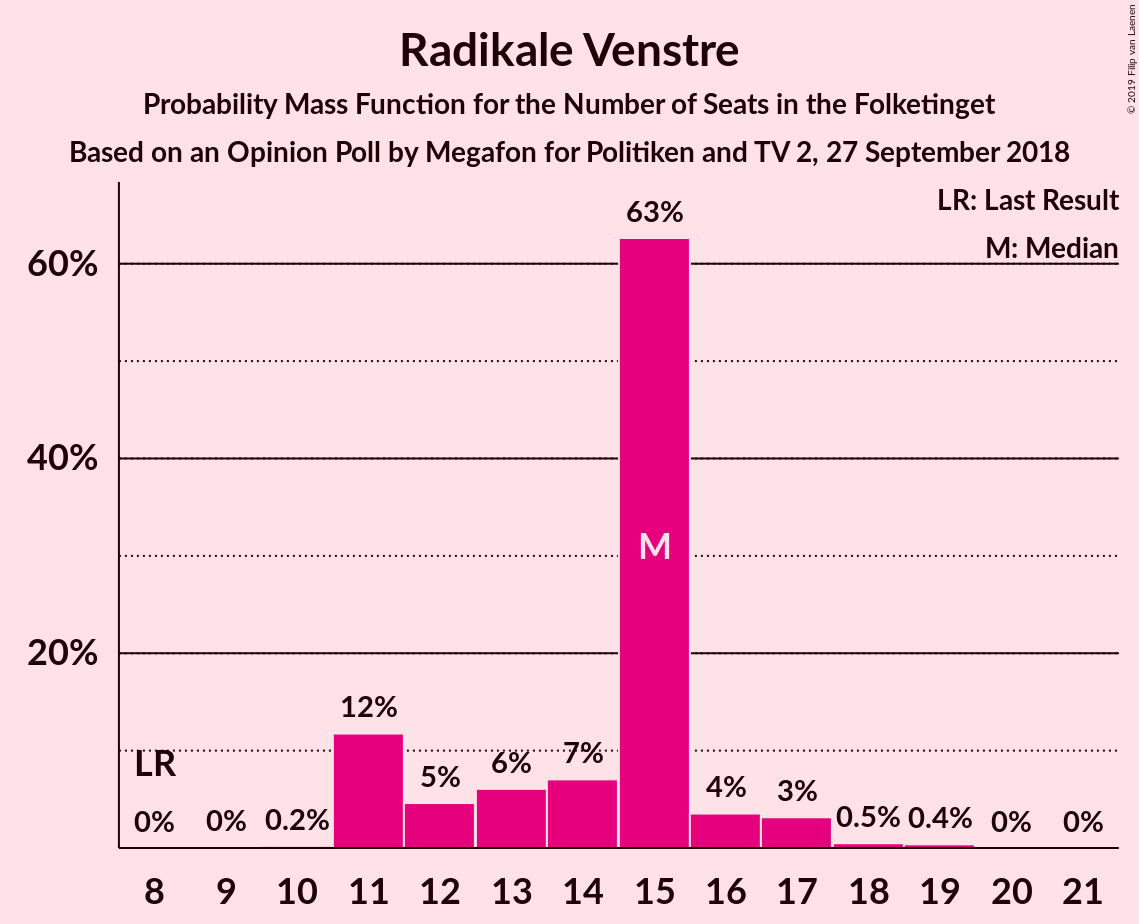 Radikale Venstre
Probability Mass Function for the Number of Seats in the Folketinget
Based on an Opinion Poll by Megafon for Politiken and TV 2, 27 September 2018
© 2019 Filip van Laenen
LR: Last Result
M: Median
60%
40%
20%
63%
M
12%
LR
5%
6%
7%
4%
3%
0%
0%
0.2%
0.5%
0.4%
0%
0%
8 9 10 11 12 13 14 15 16 17 18 19 20 21